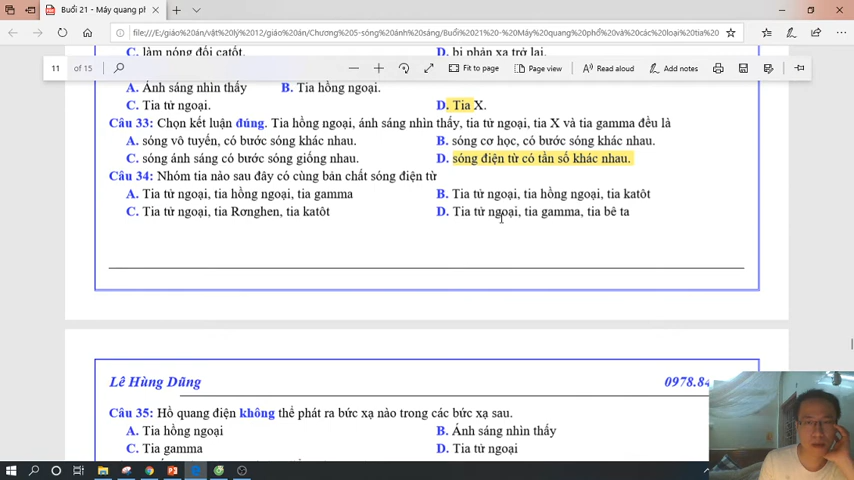 Buổi 21 - Máy quang ph
file:///E:/giáo%20án/vật%20lý%2012/giáo%20án/Chương%205-sóng%20ánh%20sáng/Buổi%2021%20-%20Máy%20quang%20phổ%20và%20các%20loại%20tia%20
11 of 15
Fit to page
Page view
Read aloud
Add notes
C. làm nóng đối catốt.
D. bị phản xạ trở lại.
A. Ánh sáng nhìn thấy B. Tia hồng ngoại.
C. Tia tử ngoại. D. Tia X.
Câu 33: Chọn kết luận đúng. Tia hồng ngoại, ánh sáng nhìn thấy, tia tử ngoại, tia X và tia gamma đều là
A. sóng vô tuyến, có bước sóng khác nhau. B. sóng cơ học, có bước sóng khác nhau.
C. sóng ánh sáng có bước sóng giống nhau. D. sóng điện từ có tần số khác nhau.
Câu 34: Nhóm tia nào sau đây có cùng bản chất sóng điện từ
A. Tia tử ngoại, tia hồng ngoại, tia gamma B. Tia tử ngoại, tia hồng ngoại, tia katôt
C. Tia tử ngoại, tia Rơnghen, tia katôt D. Tia tử ngoại, tia gamma, tia bê ta
Lê Hùng Dũng 0978.84
Câu 35: Hồ quang điện không thể phát ra bức xạ nào trong các bức xạ sau.
A. Tia hồng ngoại B. Ánh sáng nhìn thấy
C. Tia gamma D. Tia tử ngoại